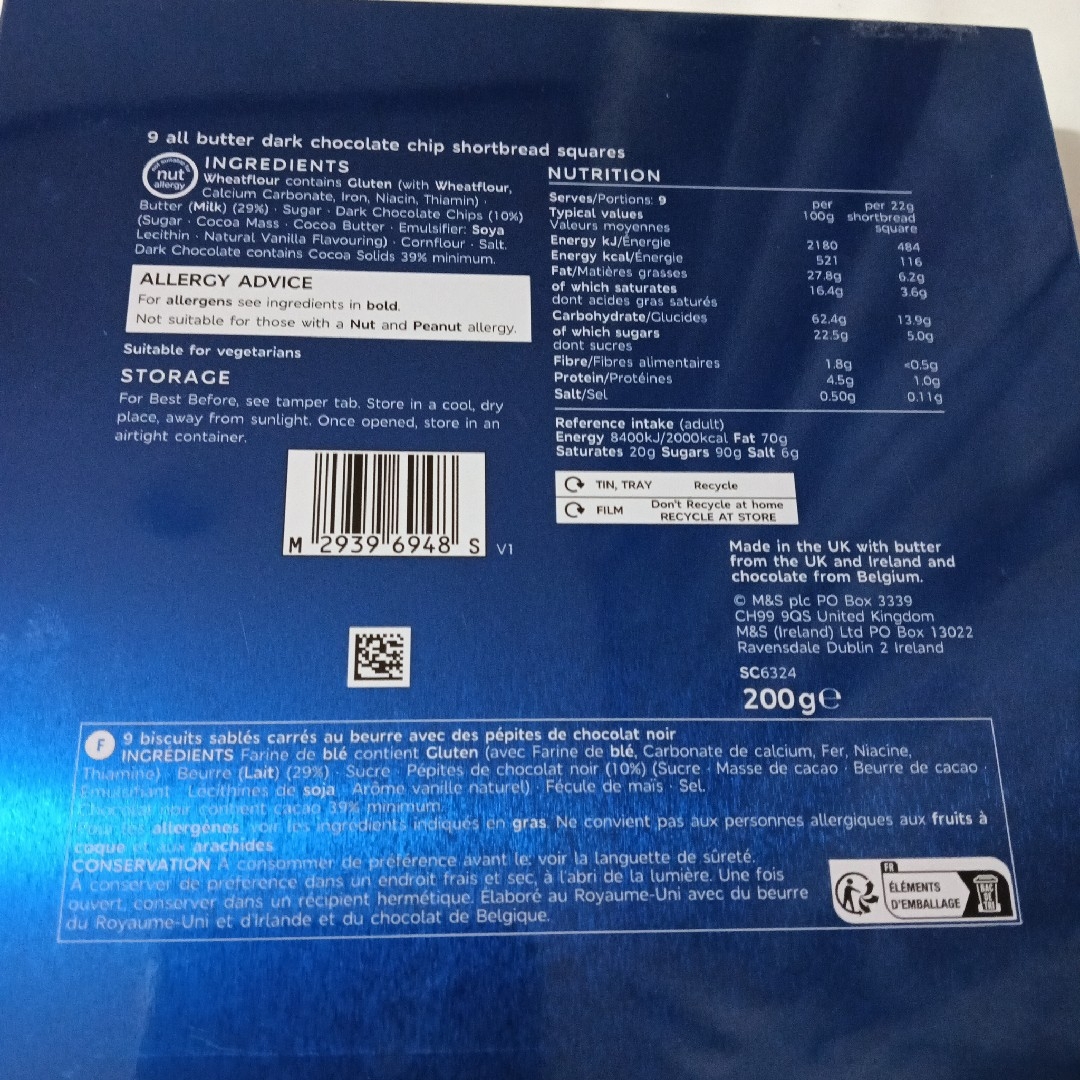 9 all butter dark chocolate chip shortbread squares
not suitable
nut
allergy
INGREDIENTS
Wheatflour contains Gluten (with Wheatflour,
Calcium Carbonate, Iron, Niacin, Thiamin) ·
Butter (Milk) (29%) · Sugar · Dark Chocolate Chips (10%)
(Sugar · Cocoa Mass · Cocoa Butter · Emulsifier: Soya
Lecithin · Natural Vanilla Flavouring) · Cornflour · Salt.
Dark Chocolate contains Cocoa Solids 39% minimum.
ALLERGY ADVICE
For allergens see ingredients in bold.
Not suitable for those with a Nut and Peanut allergy.
Suitable for vegetarians
STORAGE
For Best Before, see tamper tab. Store in a cool, dry
place, away from sunlight. Once opened, store in an
airtight container.
M 2939 6948 S V1
NUTRITION
Serves/Portions: 9
Typical values per 100g per 22g shortbread square
Valeurs moyennes
Energy kJ/Énergie 2180 484
Energy kcal/Énergie 521 116
Fat/Matières grasses 27.8g 6.2g
of which saturates 16.4g 3.6g
dont acides gras saturés
Carbohydrate/Glucides 62.4g 13.9g
of which sugars 22.5g 5.0g
dont sucres
Fibre/Fibres alimentaires 1.8g <0.5g
Protein/Protéines 4.5g 1.0g
Salt/Sel 0.50g 0.11g
Reference intake (adult)
Energy 8400kJ/2000kcal Fat 70g
Saturates 20g Sugars 90g Salt 6g
TIN, TRAY Recycle
FILM Don't Recycle at home
RECYCLE AT STORE
Made in the UK with butter
from the UK and Ireland and
chocolate from Belgium.
© M&S plc PO Box 3339
CH99 9QS United Kingdom
M&S (Ireland) Ltd PO Box 13022
Ravensdale Dublin 2 Ireland
SC6324
200g℮
F 9 biscuits sablés carrés au beurre avec des pépites de chocolat noir
INGRÉDIENTS Farine de blé contient Gluten (avec Farine de blé, Carbonate de calcium, Fer, Niacine,
Thiamine) · Beurre (Lait) (29%) · Sucre · Pépites de chocolat noir (10%) (Sucre · Masse de cacao · Beurre de cacao ·
Émulsifiant : Lécithines de soja · Arôme vanille naturel) · Fécule de maïs · Sel.
Chocolat noir contient cacao 39% minimum.
Pour les allergènes, voir les ingrédients indiqués en gras. Ne convient pas aux personnes allergiques aux fruits à
coque et aux arachides.
CONSERVATION À consommer de préférence avant le: voir la languette de sûreté.
À conserver de préférence dans un endroit frais et sec, à l'abri de la lumière. Une fois
ouvert, conserver dans un récipient hermétique. Élaboré au Royaume-Uni avec du beurre
du Royaume-Uni et d'Irlande et du chocolat de Belgique.
FR
ÉLÉMENTS
D'EMBALLAGE
BAC
DE
TRI